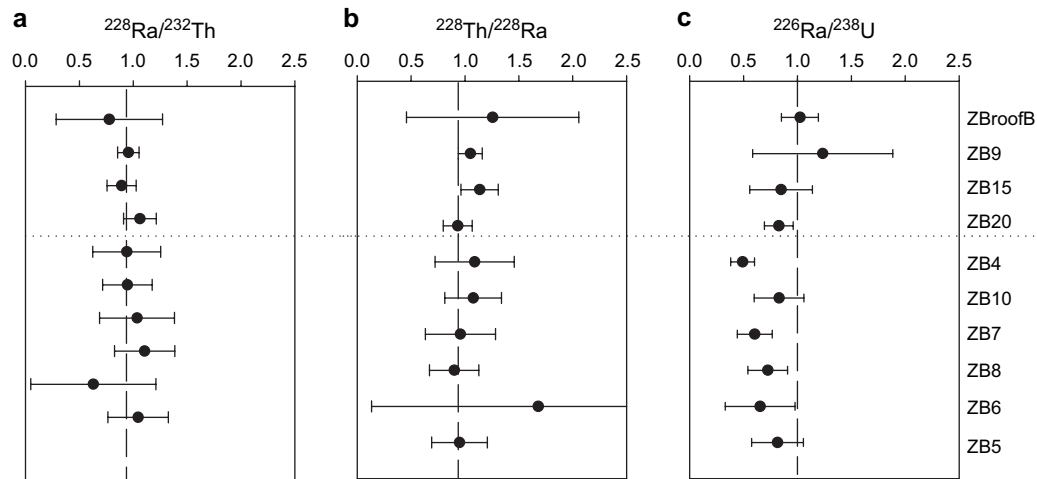 a b c
²²⁸Ra/²³²Th ²²⁸Th/²²⁸Ra ²²⁶Ra/²³⁸U
0.0 0.5 1.0 1.5 2.0 2.5 0.0 0.5 1.0 1.5 2.0 2.5 0.0 0.5 1.0 1.5 2.0 2.5
ZBroofB
ZB9
ZB15
ZB20
ZB4
ZB10
ZB7
ZB8
ZB6
ZB5